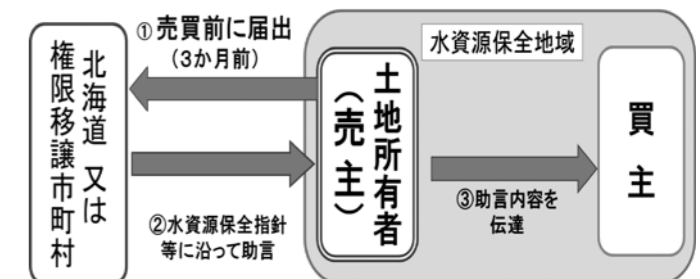 北海道 又は
権限移譲市町村
①売買前に届出
（3か月前）
②水資源保全指針
等に沿って助言
水資源保全地域
土地所有者
（売主）
③助言内容を
伝達
買主